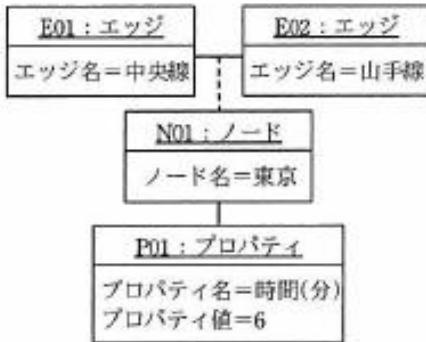 E01：エッジ
エッジ名＝中央線
E02：エッジ
エッジ名＝山手線
N01：ノード
ノード名＝東京
P01：プロパティ
プロパティ名＝時間(分)
プロパティ値＝6